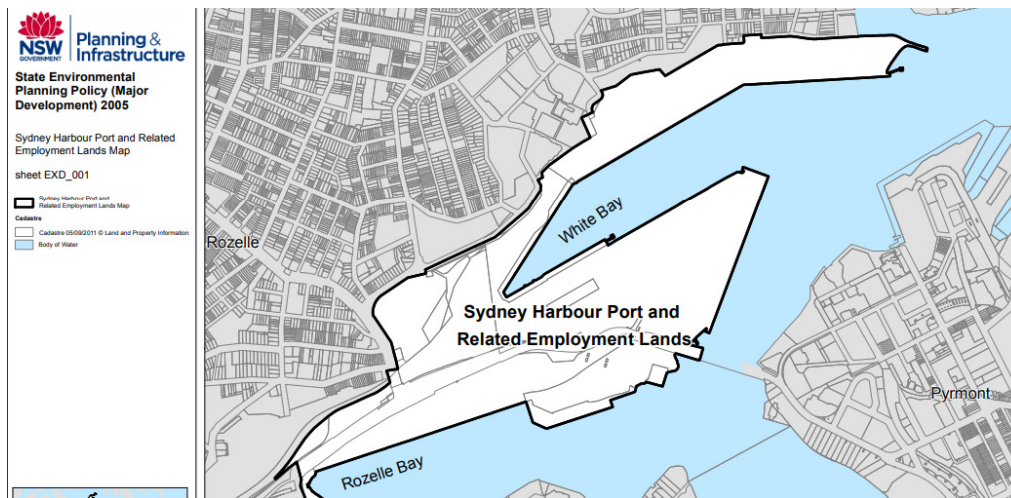 NSW
GOVERNMENT
Planning &
Infrastructure
State Environmental
Planning Policy (Major
Development) 2005
Sydney Harbour Port and Related
Employment Lands Map
sheet EXD_001
Sydney Harbour Port and
Related Employment Lands Map
Cadastre
Cadastre 05/09/2011 © Land and Property Information
Body of Water
White Bay
Rozelle
Sydney Harbour Port and
Related Employment Lands
Pyrmont
Rozelle Bay